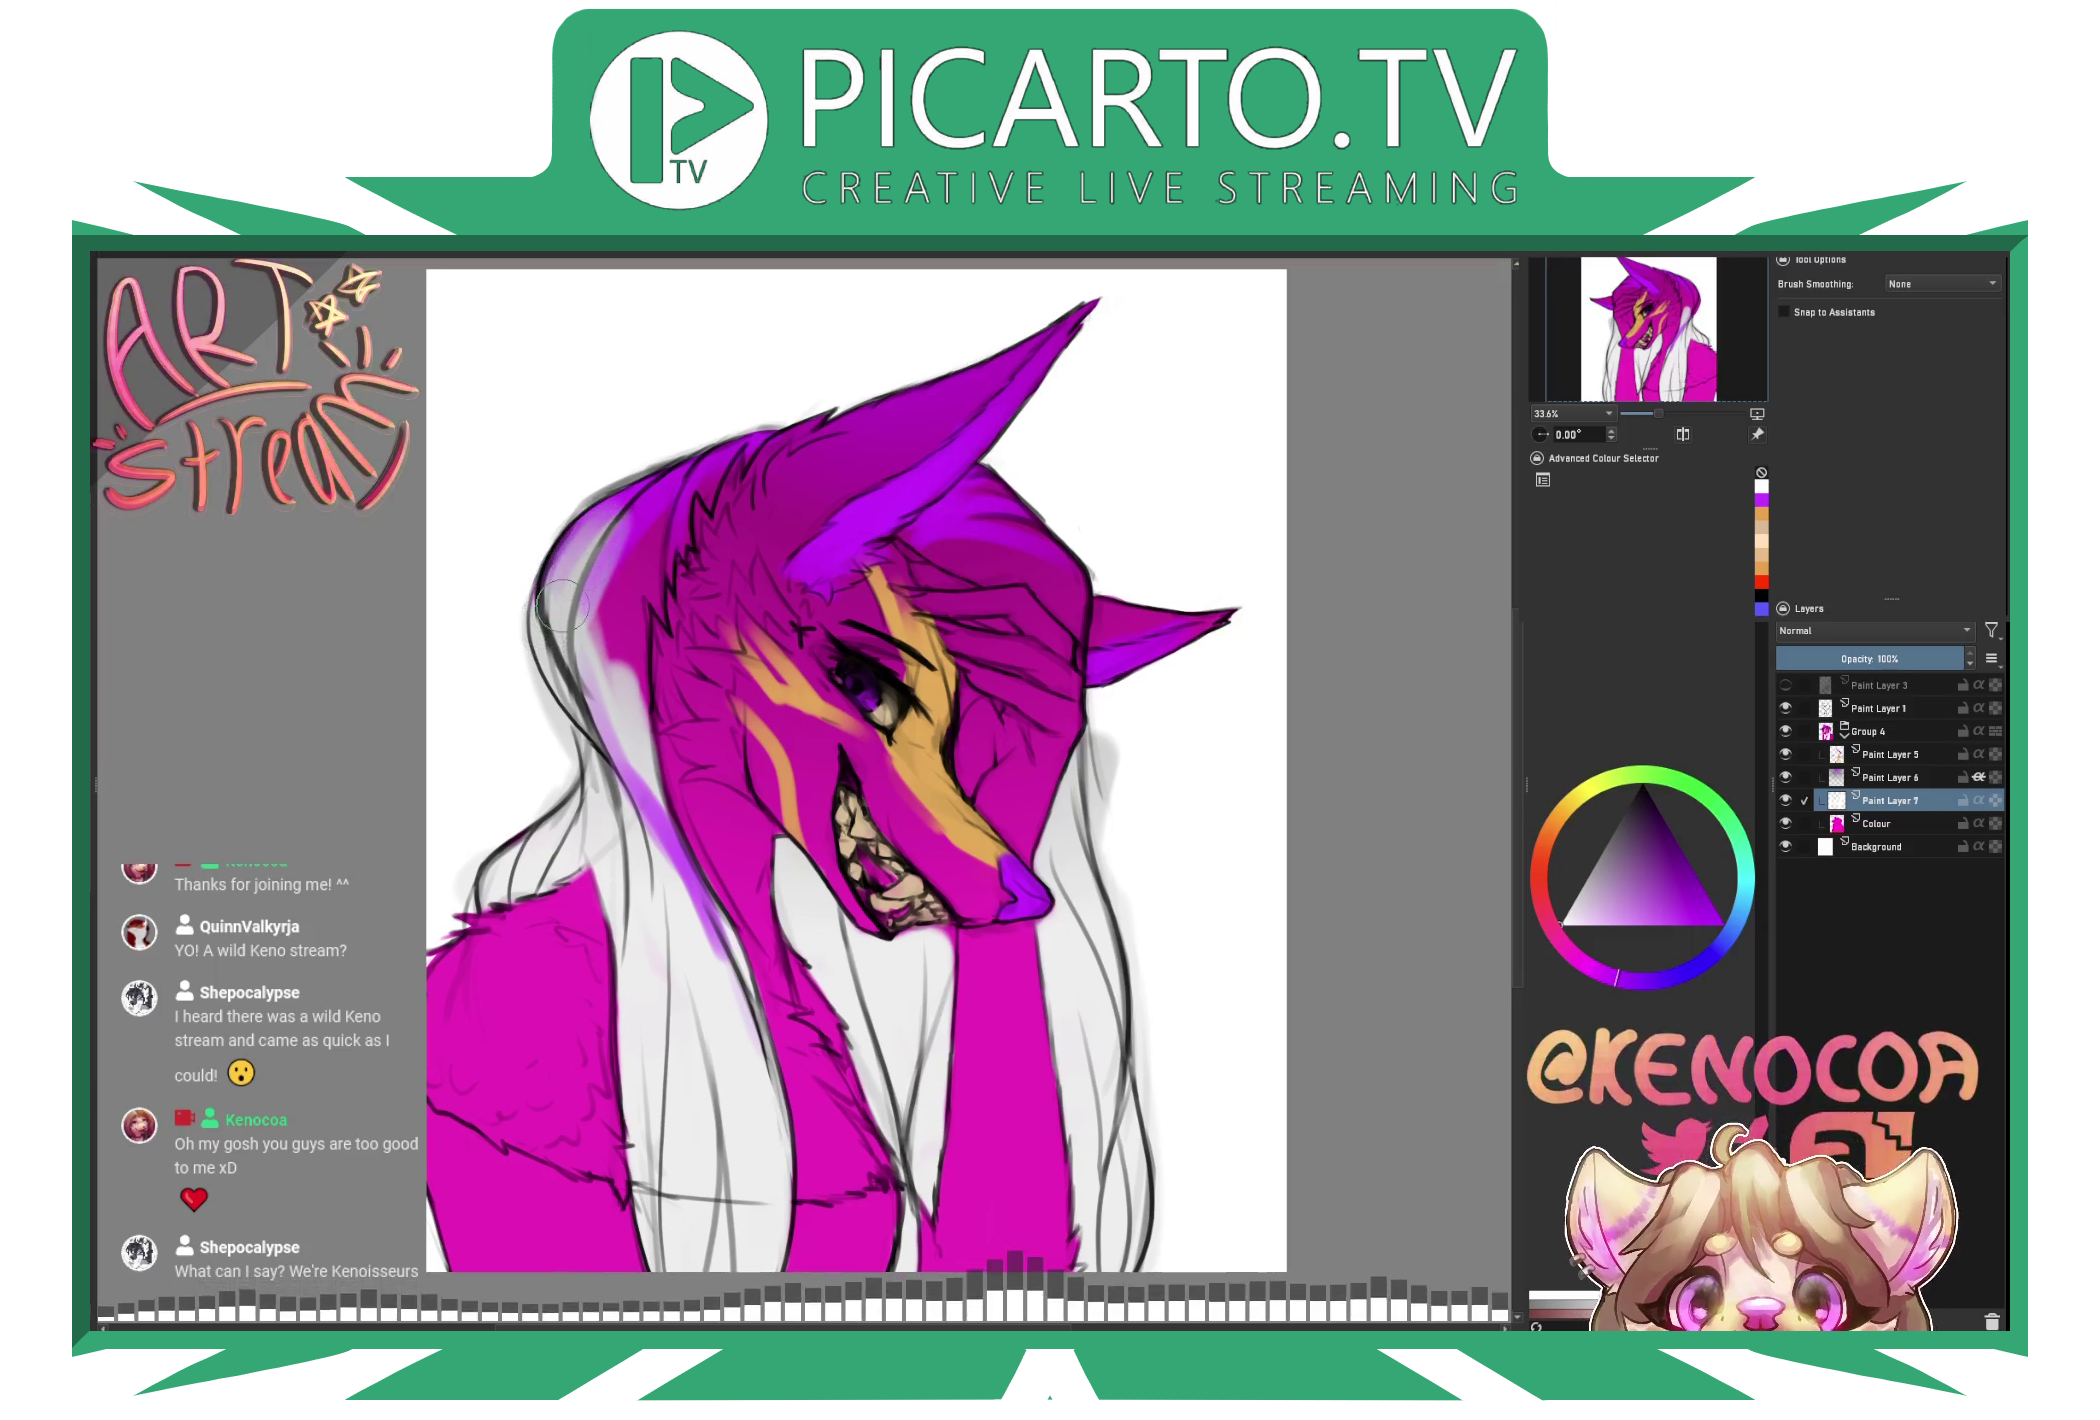 TV
PICARTO.TV
CREATIVE LIVE STREAMING
ART
stream
Kenocoa
Thanks for joining me! ^^
QuinnValkyrja
YO! A wild Keno stream?
Shepocalypse
I heard there was a wild Keno
stream and came as quick as I
could!
Kenocoa
Oh my gosh you guys are too good
to me xD
Shepocalypse
What can I say? We're Kenoisseurs
33.6%
0.00°
Advanced Colour Selector
Tool Options
Brush Smoothing:
None
Snap to Assistants
Layers
Normal
Opacity: 100%
Paint Layer 3
Paint Layer 1
Group 4
Paint Layer 5
Paint Layer 6
Paint Layer 7
Colour
Background
@KENOCOA